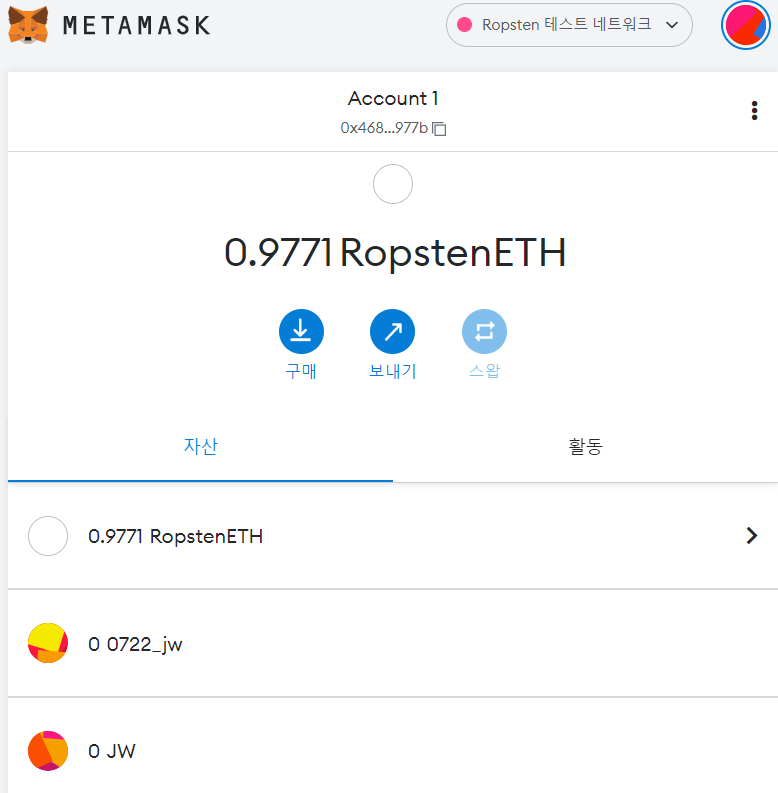 METAMASK
Ropsten 테스트 네트워크
Account 1
0x468...977b
0.9771 RopstenETH
구매 보내기 스왑
자산 활동
0.9771 RopstenETH
0 0722_jw
0 JW